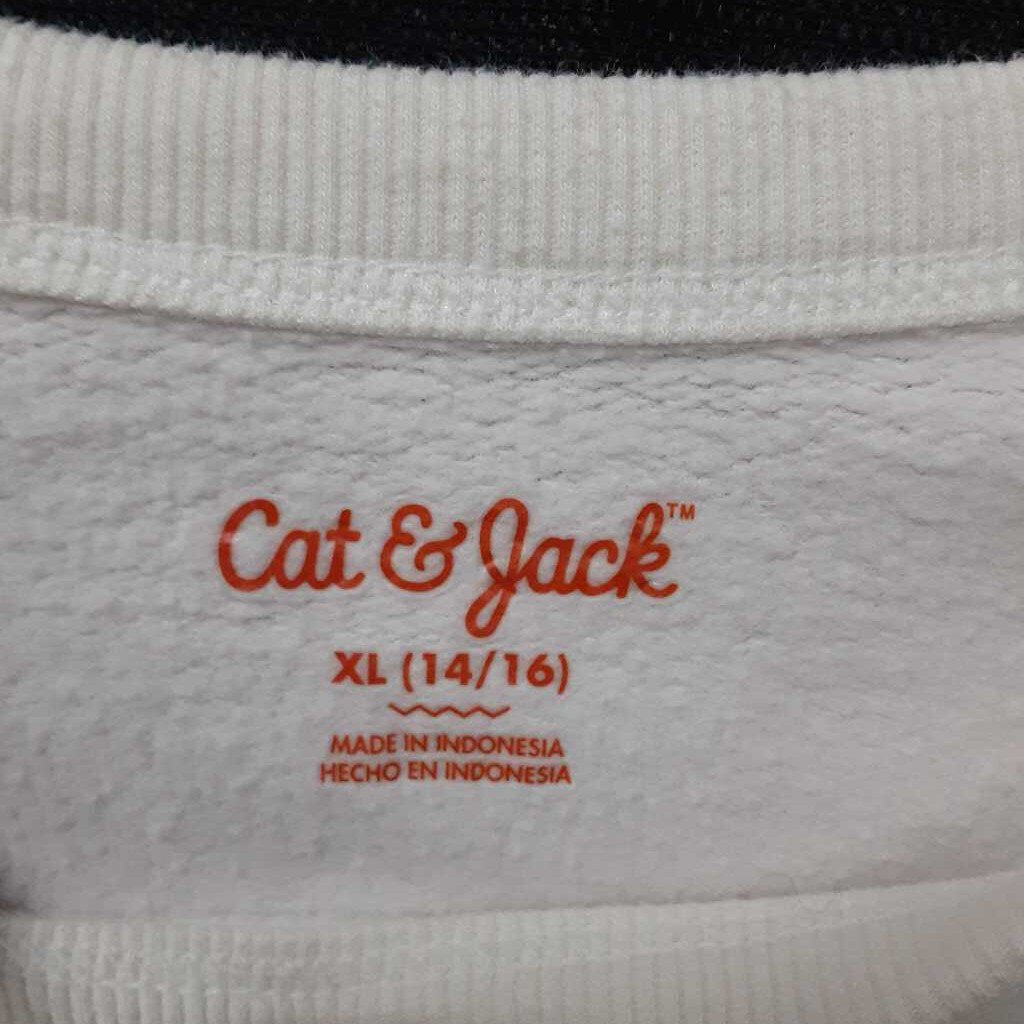 Cat & Jack™
XL (14/16)
MADE IN INDONESIA
HECHO EN INDONESIA